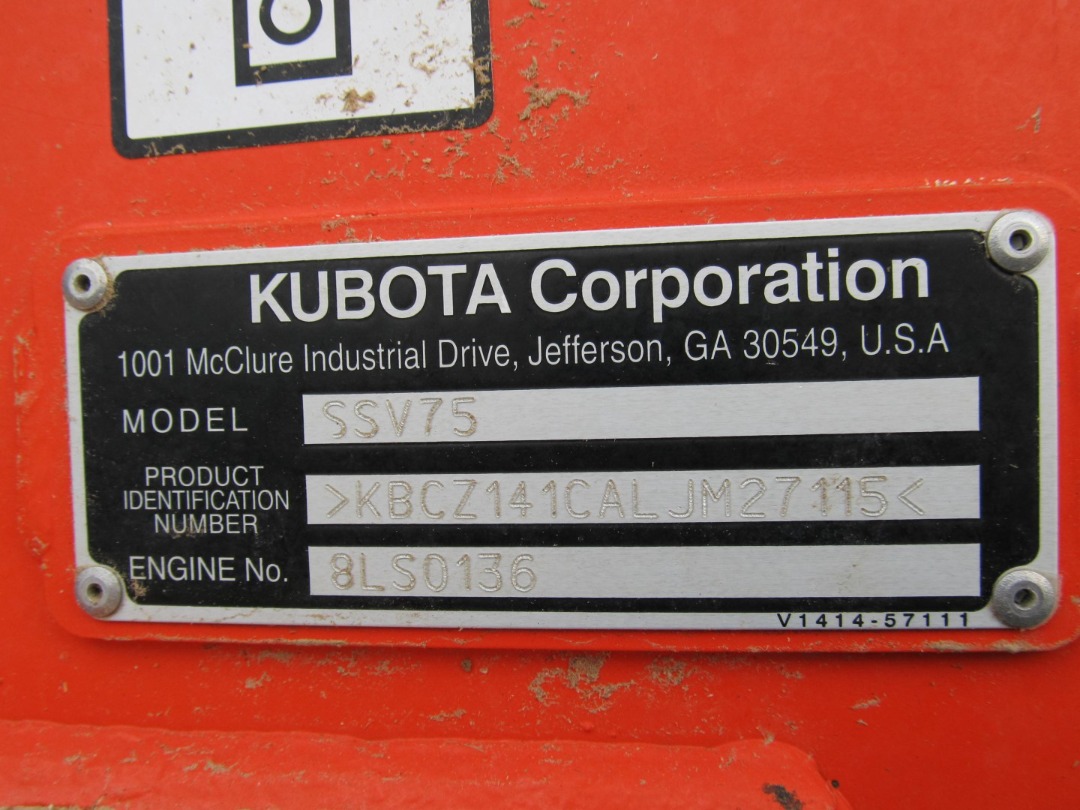 KUBOTA Corporation
1001 McClure Industrial Drive, Jefferson, GA 30549, U.S.A
MODEL SSV75
PRODUCT
IDENTIFICATION
NUMBER
>KBCZ141CALJM27115<
ENGINE No. 8LS0136
V1414-57111